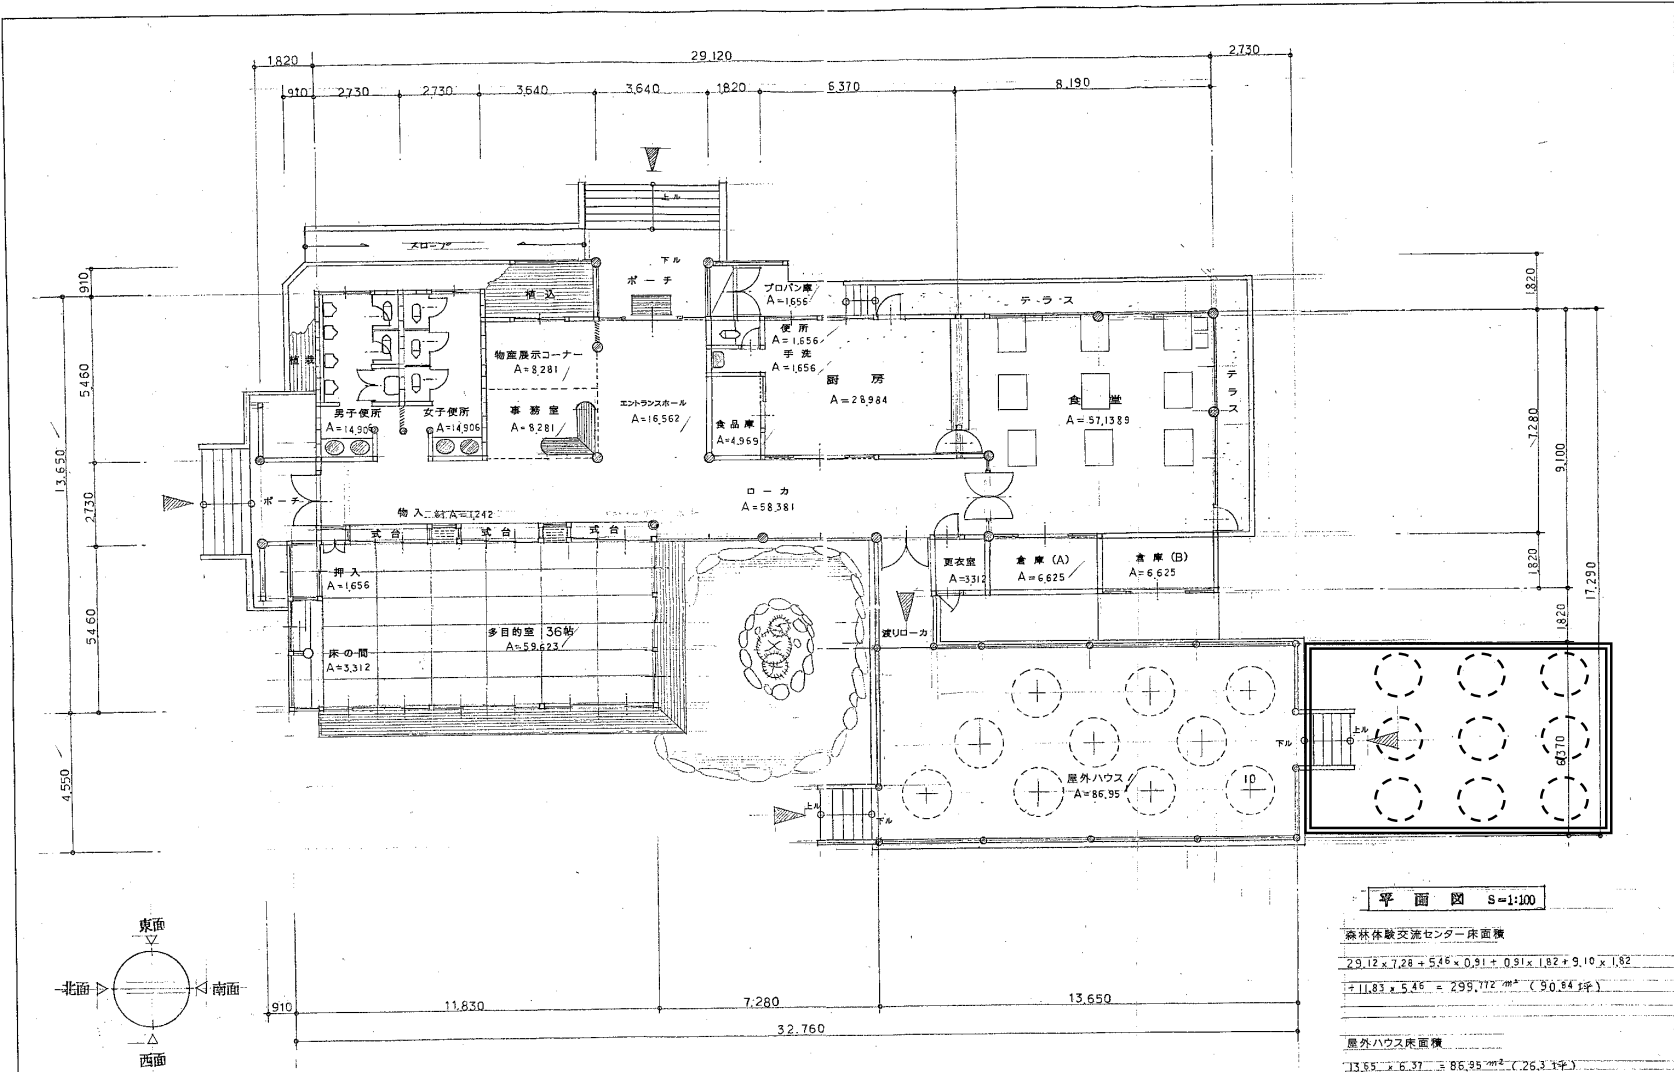 1,820
29,120
2,730
910
2,730
2,730
3,640
3,640
1,820
6,370
8,190
上ル
スロープ
下ル
ポーチ
植込
プロパン庫
A=1,656
テラス
910
1,820
植栽
物産展示コーナー
A=8,281
便所
A=1,656
手洗
A=1,656
厨房
A=28,984
テラス
5,460
男子便所
A=14,906
女子便所
A=14,906
事務室
A=8,281
エントランスホール
A=16,562
食品庫
A=4,969
食堂
A=57,1389
7,280
9,100
13,650
2,730
ポーチ
ローカ
A=58,381
式台
式台
式台
押入
A=1,656
更衣室
A=3312
倉庫(A)
A=6,625
倉庫(B)
A=6,625
1,820
17,290
5,460
多目的室 36帖
A=59,623
床の間
A=3,312
渡りローカ
1,820
4,550
下ル
上ル
6,370
屋外ハウス
A=86,95
10
上ル
下ル
平面図 S=1:100
森林体験交流センター床面積
29,12×7,28+5,46×0,91+0,91×1,82+9,10×1,82
+11,83×5,46=299,772m² (90,84坪)
屋外ハウス床面積
13,65×6,37=86,95m² (26,3坪)
東面
北面
南面
西面
910
11,830
7,280
13,650
32,760